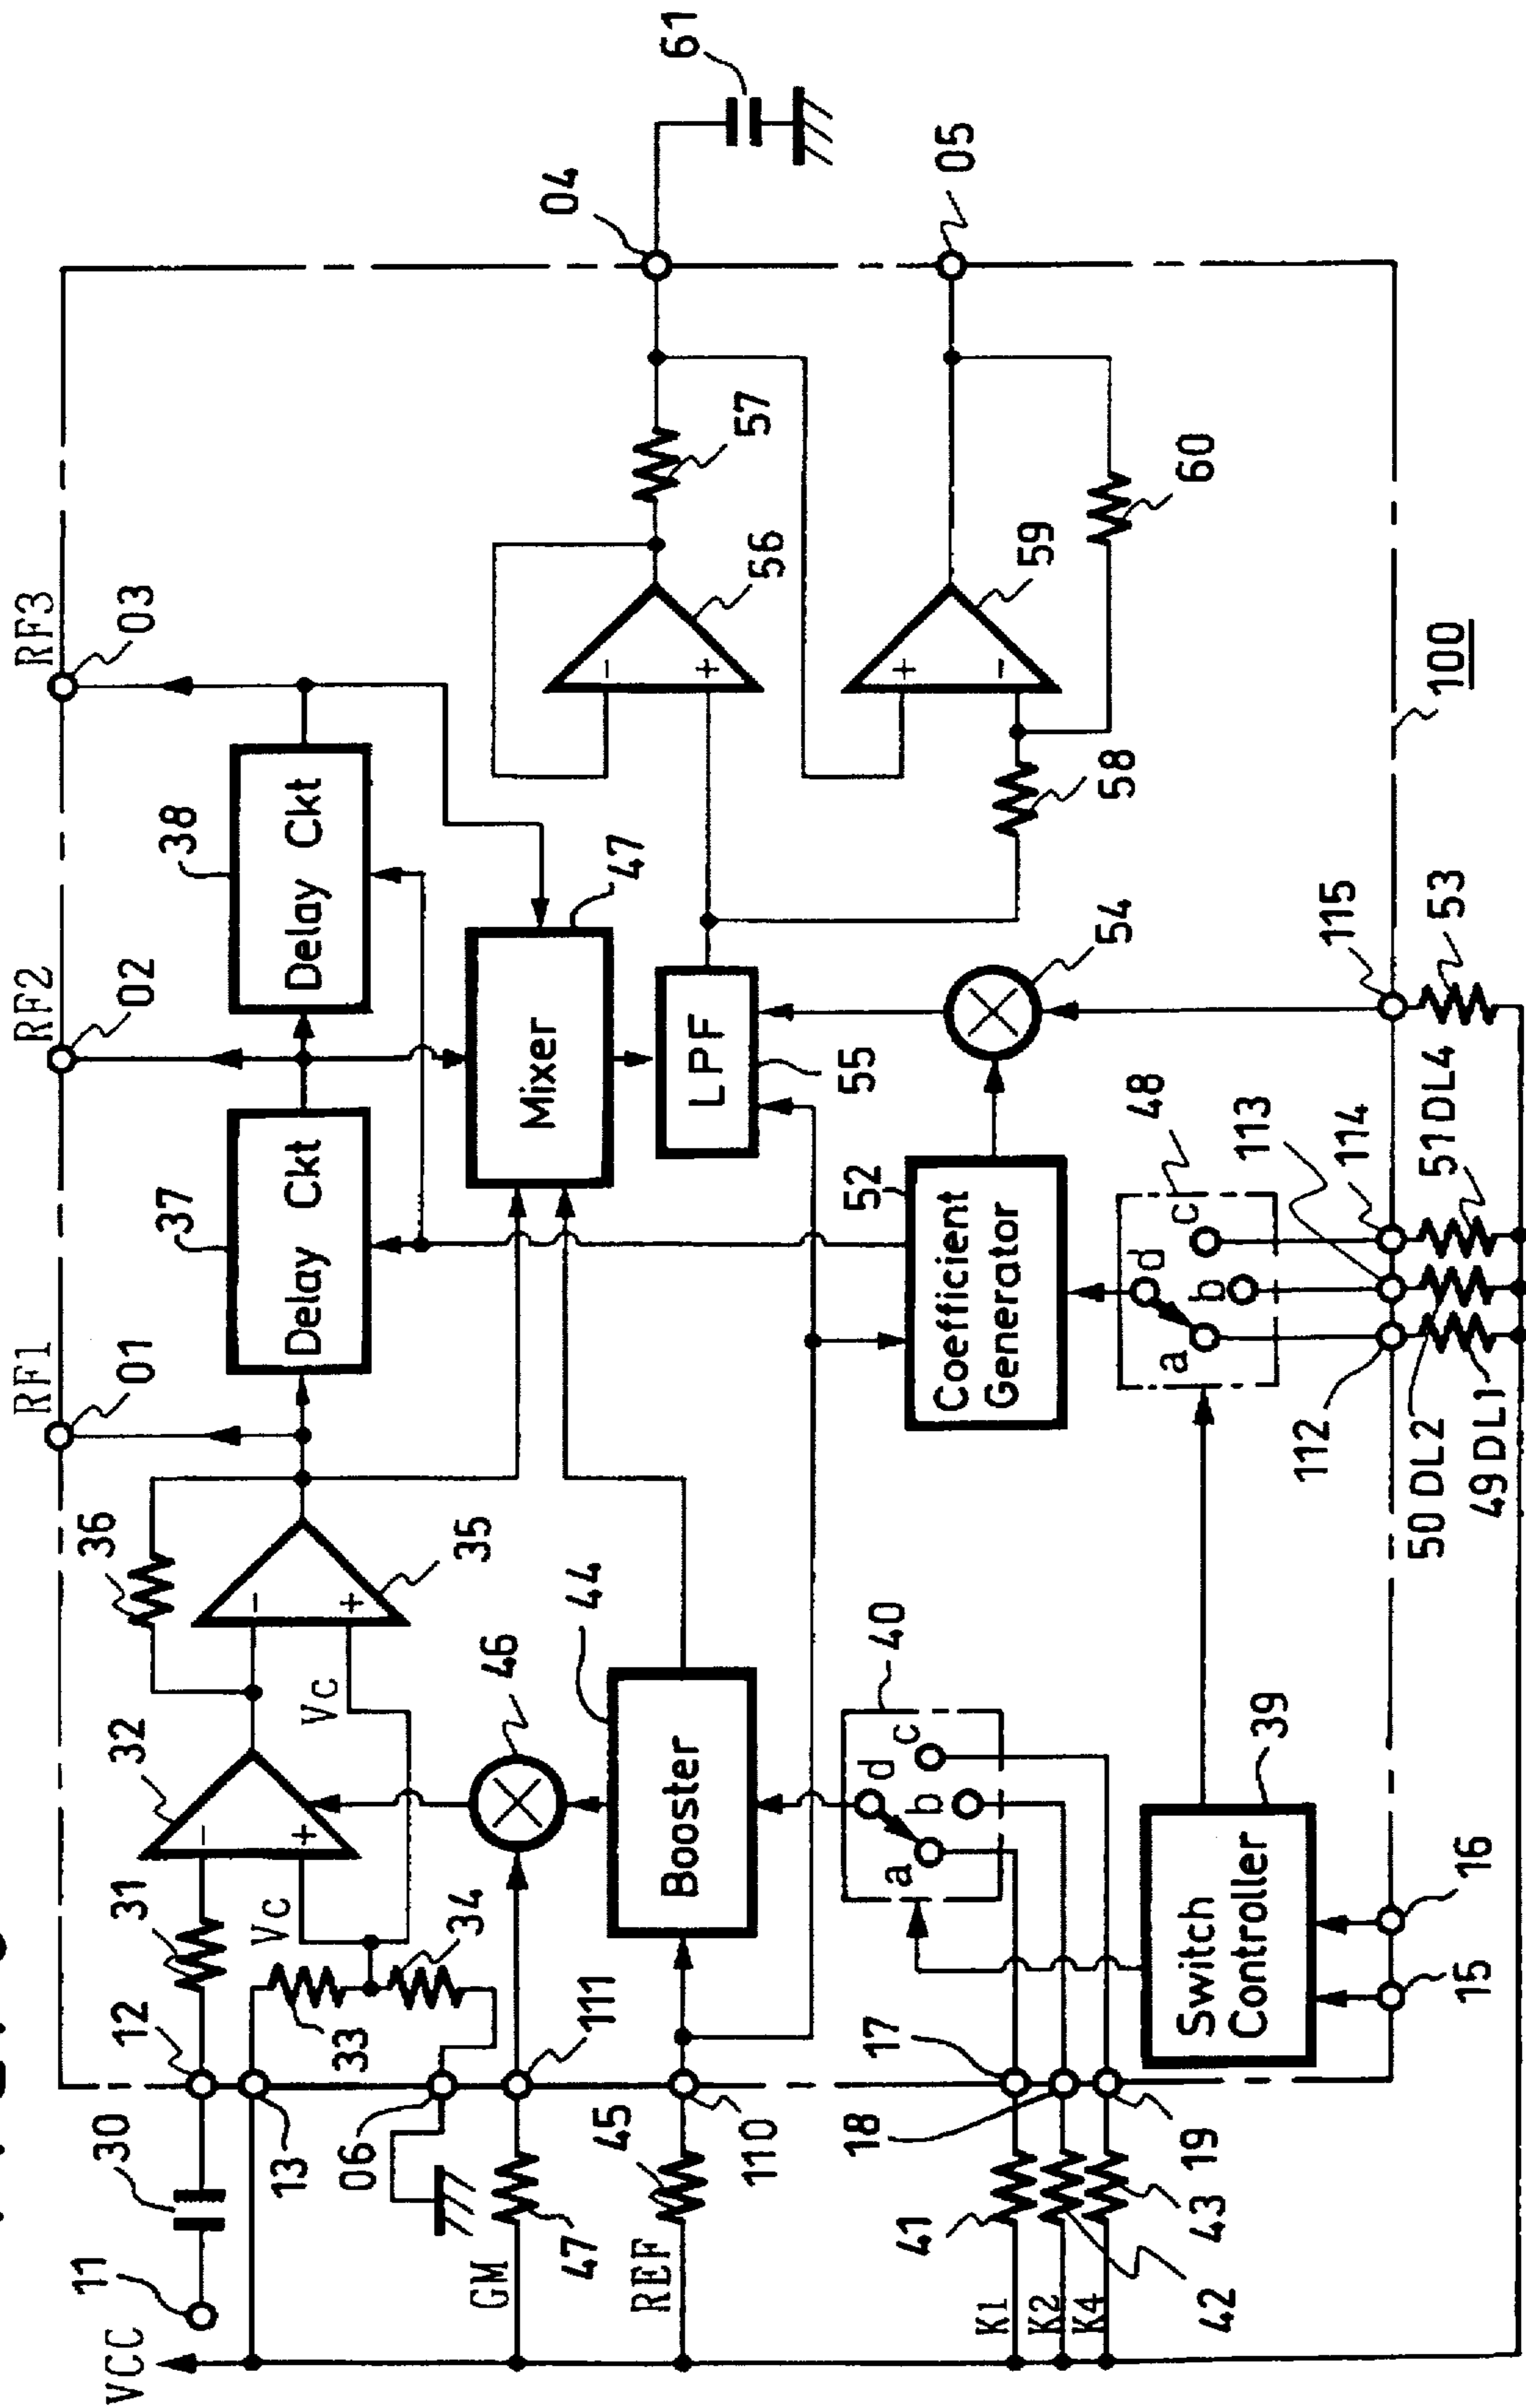 RF1
RF2
RF3
01
02
03
36
37
38
Delay Ckt
Delay Ckt
32
35
31
12
30
11
VCC
13
33
34
Vc
Vc
-
+
-
+
06
GM
47
111
46
44
Booster
REF
45
110
Mixer
47
LPF
55
54
56
-
+
57
04
61
59
+
-
58
60
05
52
Coefficient
Generator
48
a
b
c
d
40
a
b
c
d
17
18
19
K1
K2
K4
41
42
43
39
Switch
Controller
15
16
112
113
114
115
100
49 DL1
50 DL2
51 DL4
53